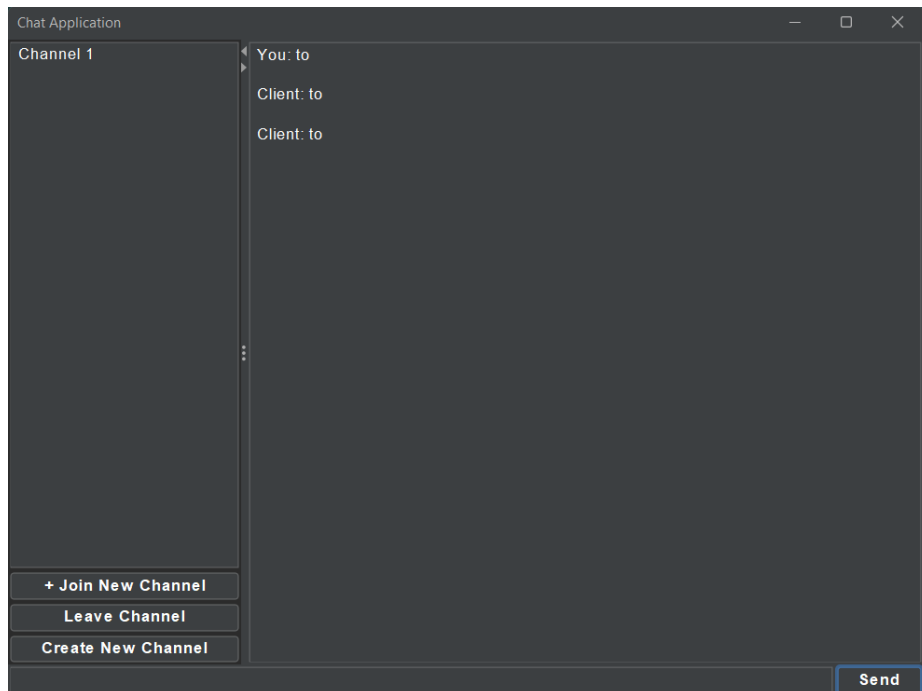 Chat Application
Channel 1
You: to
Client: to
Client: to
+ Join New Channel
Leave Channel
Create New Channel
Send